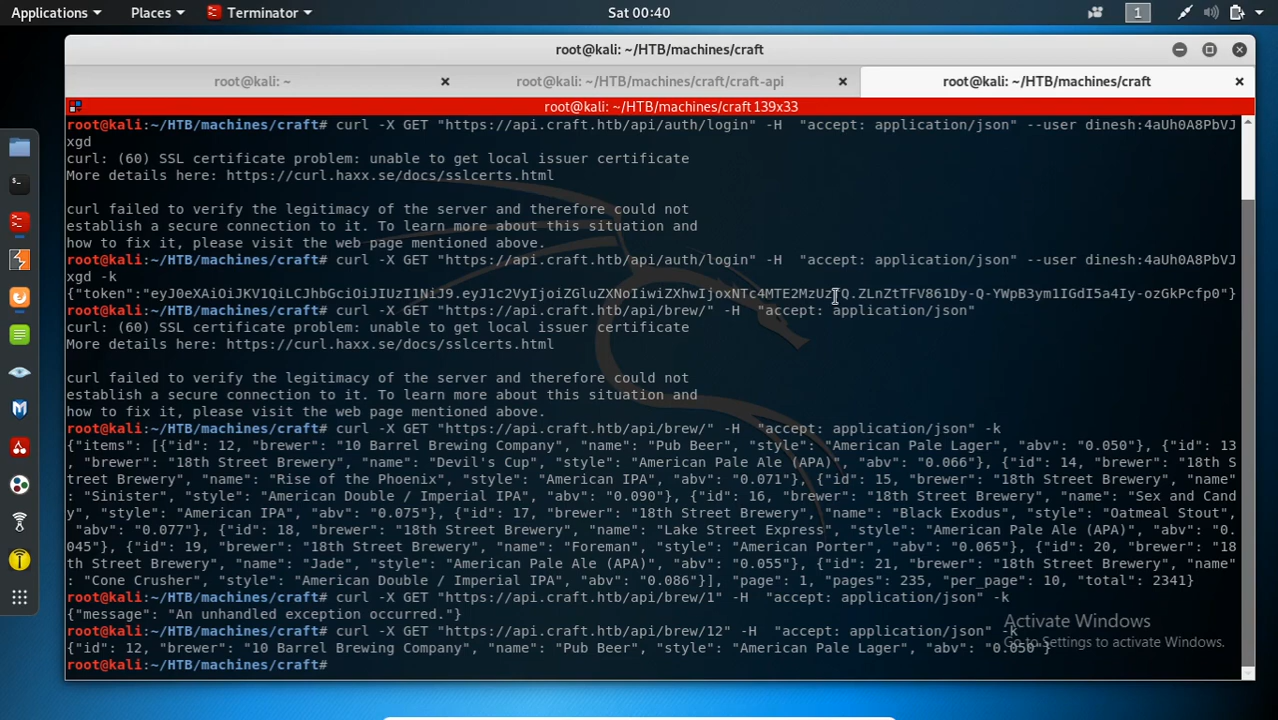 Applications Places Terminator Sat 00:40 1
root@kali: ~/HTB/machines/craft
root@kali: ~ root@kali: ~/HTB/machines/craft/craft-api root@kali: ~/HTB/machines/craft
root@kali: ~/HTB/machines/craft 139x33
root@kali:~/HTB/machines/craft# curl -X GET "https://api.craft.htb/api/auth/login" -H  "accept: application/json" --user dinesh:4aUh0A8PbVJ
xgd
curl: (60) SSL certificate problem: unable to get local issuer certificate
More details here: https://curl.haxx.se/docs/sslcerts.html
curl failed to verify the legitimacy of the server and therefore could not
establish a secure connection to it. To learn more about this situation and
how to fix it, please visit the web page mentioned above.
root@kali:~/HTB/machines/craft# curl -X GET "https://api.craft.htb/api/auth/login" -H  "accept: application/json" --user dinesh:4aUh0A8PbVJ
xgd -k
{"token":"eyJ0eXAiOiJKV1QiLCJhbGciOiJIUzI1NiJ9.eyJ1c2VyIjoiZGluZXNoIiwiZXhwIjoxNTc4MTE2MzUzfQ.ZLnZtTFV861Dy-Q-YWpB3ym1IGdI5a4Iy-ozGkPcfp0"}
root@kali:~/HTB/machines/craft# curl -X GET "https://api.craft.htb/api/brew/" -H  "accept: application/json"
curl: (60) SSL certificate problem: unable to get local issuer certificate
More details here: https://curl.haxx.se/docs/sslcerts.html
curl failed to verify the legitimacy of the server and therefore could not
establish a secure connection to it. To learn more about this situation and
how to fix it, please visit the web page mentioned above.
root@kali:~/HTB/machines/craft# curl -X GET "https://api.craft.htb/api/brew/" -H  "accept: application/json" -k
{"items": [{"id": 12, "brewer": "10 Barrel Brewing Company", "name": "Pub Beer", "style": "American Pale Lager", "abv": "0.050"}, {"id": 13
, "brewer": "18th Street Brewery", "name": "Devil's Cup", "style": "American Pale Ale (APA)", "abv": "0.066"}, {"id": 14, "brewer": "18th S
treet Brewery", "name": "Rise of the Phoenix", "style": "American IPA", "abv": "0.071"}, {"id": 15, "brewer": "18th Street Brewery", "name"
: "Sinister", "style": "American Double / Imperial IPA", "abv": "0.090"}, {"id": 16, "brewer": "18th Street Brewery", "name": "Sex and Cand
y", "style": "American IPA", "abv": "0.075"}, {"id": 17, "brewer": "18th Street Brewery", "name": "Black Exodus", "style": "Oatmeal Stout",
 "abv": "0.077"}, {"id": 18, "brewer": "18th Street Brewery", "name": "Lake Street Express", "style": "American Pale Ale (APA)", "abv": "0.
045"}, {"id": 19, "brewer": "18th Street Brewery", "name": "Foreman", "style": "American Porter", "abv": "0.065"}, {"id": 20, "brewer": "18
th Street Brewery", "name": "Jade", "style": "American Pale Ale (APA)", "abv": "0.055"}, {"id": 21, "brewer": "18th Street Brewery", "name"
: "Cone Crusher", "style": "American Double / Imperial IPA", "abv": "0.086"}], "page": 1, "pages": 235, "per_page": 10, "total": 2341}
root@kali:~/HTB/machines/craft# curl -X GET "https://api.craft.htb/api/brew/1" -H  "accept: application/json" -k
{"message": "An unhandled exception occurred."}
root@kali:~/HTB/machines/craft# curl -X GET "https://api.craft.htb/api/brew/12" -H  "accept: application/json" -k
{"id": 12, "brewer": "10 Barrel Brewing Company", "name": "Pub Beer", "style": "American Pale Lager", "abv": "0.050"}
root@kali:~/HTB/machines/craft#
Activate Windows
Go to Settings to activate Windows.